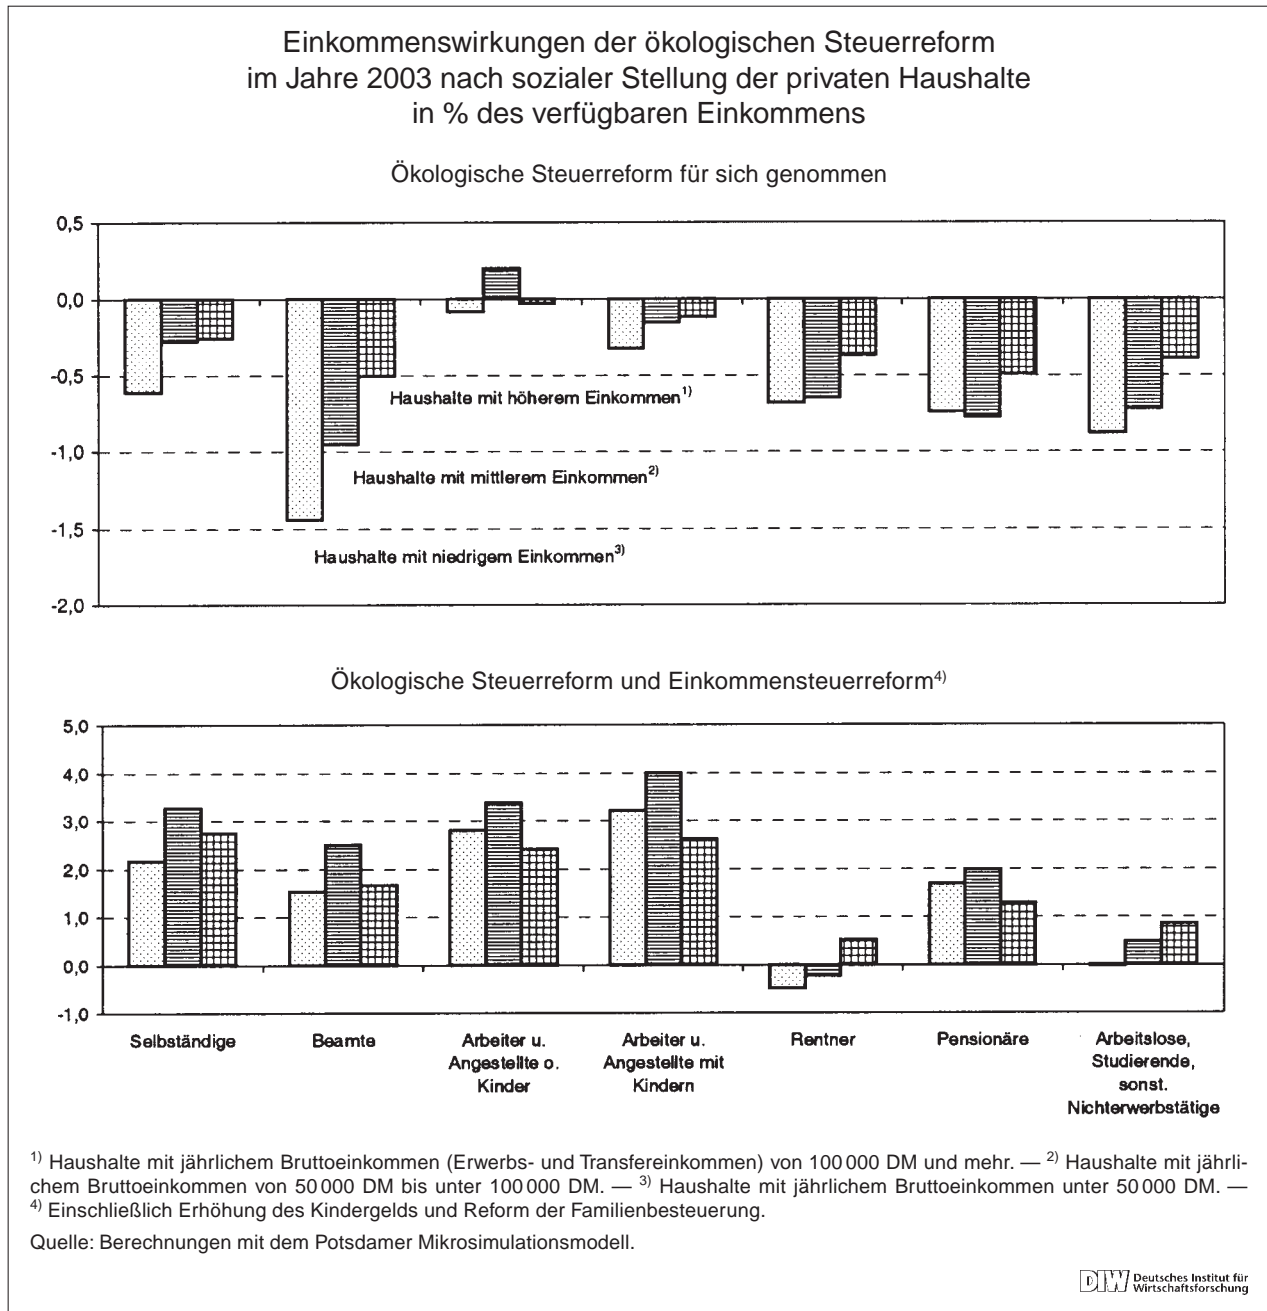 Einkommenswirkungen der ökologischen Steuerreform
im Jahre 2003 nach sozialer Stellung der privaten Haushalte
in % des verfügbaren Einkommens
Ökologische Steuerreform für sich genommen
0,5
0,0
-0,5
Haushalte mit höherem Einkommen1)
-1,0
Haushalte mit mittlerem Einkommen2)
-1,5
Haushalte mit niedrigem Einkommen3)
-2,0
Ökologische Steuerreform und Einkommensteuerreform4)
5,0
4,0
3,0
2,0
1,0
0,0
-1,0
Selbständige
Beamte
Arbeiter u.
Angestellte o.
Kinder
Arbeiter u.
Angestellte mit
Kindern
Rentner
Pensionäre
Arbeitslose,
Studierende,
sonst.
Nichterwerbstätige
1) Haushalte mit jährlichem Bruttoeinkommen (Erwerbs- und Transfereinkommen) von 100 000 DM und mehr. — 2) Haushalte mit jährli-
chem Bruttoeinkommen von 50 000 DM bis unter 100 000 DM. — 3) Haushalte mit jährlichem Bruttoeinkommen unter 50 000 DM. —
4) Einschließlich Erhöhung des Kindergelds und Reform der Familienbesteuerung.
Quelle: Berechnungen mit dem Potsdamer Mikrosimulationsmodell.
DIW Deutsches Institut für
Wirtschaftsforschung